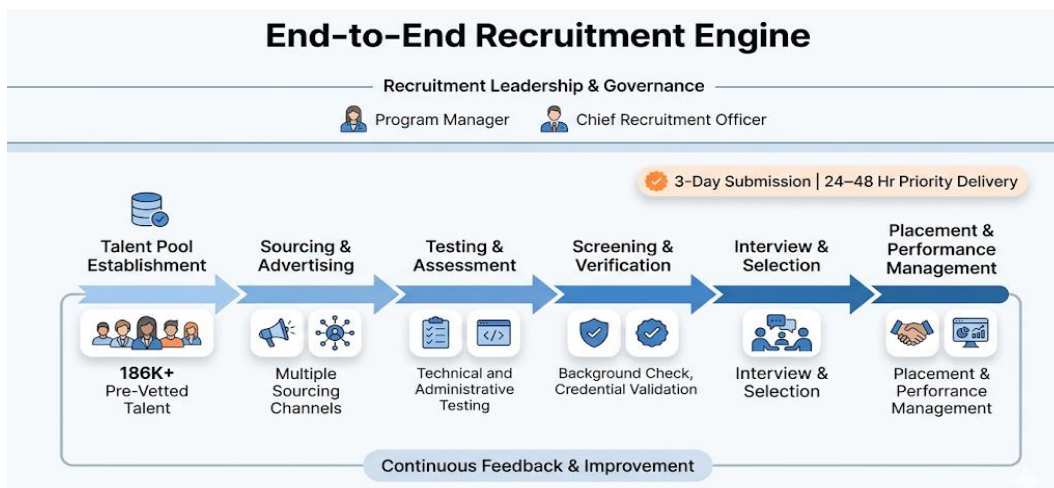 End-to-End Recruitment Engine
Recruitment Leadership & Governance
Program Manager
Chief Recruitment Officer
3-Day Submission | 24–48 Hr Priority Delivery
Talent Pool
Establishment
Sourcing &
Advertising
Testing &
Assessment
Screening &
Verification
Interview &
Selection
Placement &
Performance
Management
186K+
Pre-Vetted
Talent
Multiple
Sourcing
Channels
</>
Technical and
Administrative
Testing
Background Check,
Credential Validation
Interview &
Selection
Placement &
Perforrance
Management
Continuous Feedback & Improvement